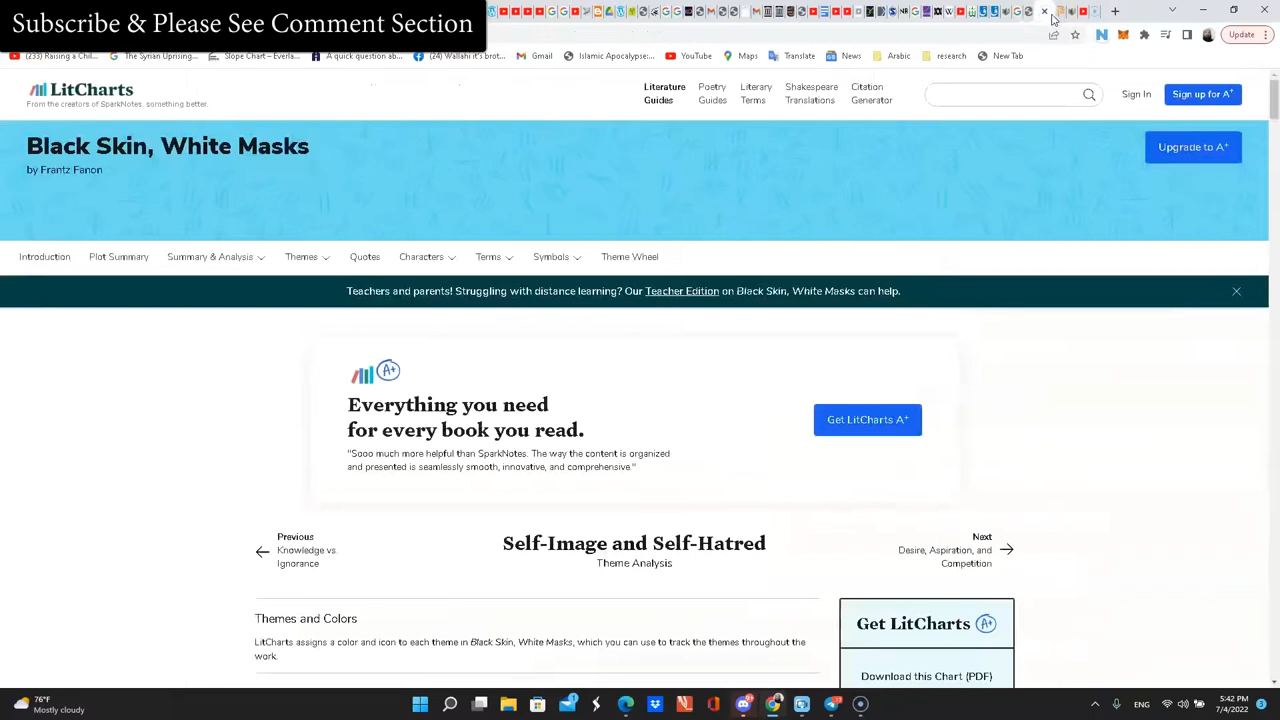 Subscribe & Please See Comment Section
(233) Raising a Chil...
The Syrian Uprising...
Slope Chart – Everla...
A quick question ab...
(24) Wallahi it's brot...
Gmail
Islamic Apocalypse:...
YouTube
Maps
Translate
News
Arabic
research
New Tab
Update
LitCharts
From the creators of SparkNotes, something better.
Literature Guides
Poetry Guides
Literary Terms
Shakespeare Translations
Citation Generator
Sign In
Sign up for A+
Black Skin, White Masks
by Frantz Fanon
Upgrade to A+
Introduction
Plot Summary
Summary & Analysis
Themes
Quotes
Characters
Terms
Symbols
Theme Wheel
Teachers and parents! Struggling with distance learning? Our Teacher Edition on Black Skin, White Masks can help.
A+
Everything you need
for every book you read.
"Sooo much more helpful than SparkNotes. The way the content is organized
and presented is seamlessly smooth, innovative, and comprehensive."
Get LitCharts A+
Previous
Knowledge vs.
Ignorance
Self-Image and Self-Hatred
Theme Analysis
Next
Desire, Aspiration, and
Competition
Themes and Colors
LitCharts assigns a color and icon to each theme in Black Skin, White Masks, which you can use to track the themes throughout the
work.
Get LitCharts A+
Download this Chart (PDF)
76°F
Mostly cloudy
ENG
5:42 PM
7/4/2022